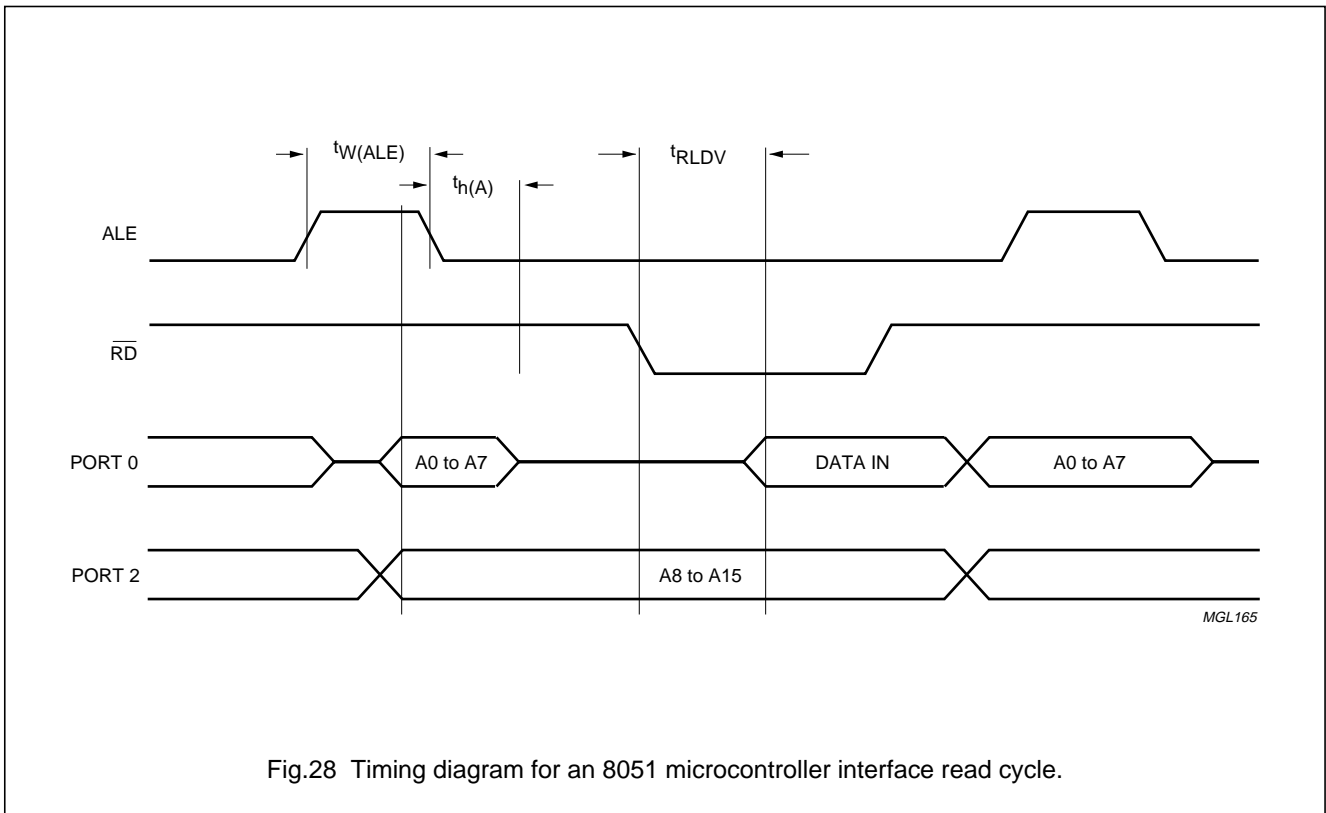 tW(ALE)
tRLDV
th(A)
ALE
RD
PORT 0
A0 to A7
DATA IN
A0 to A7
PORT 2
A8 to A15
MGL165
Fig.28 Timing diagram for an 8051 microcontroller interface read cycle.